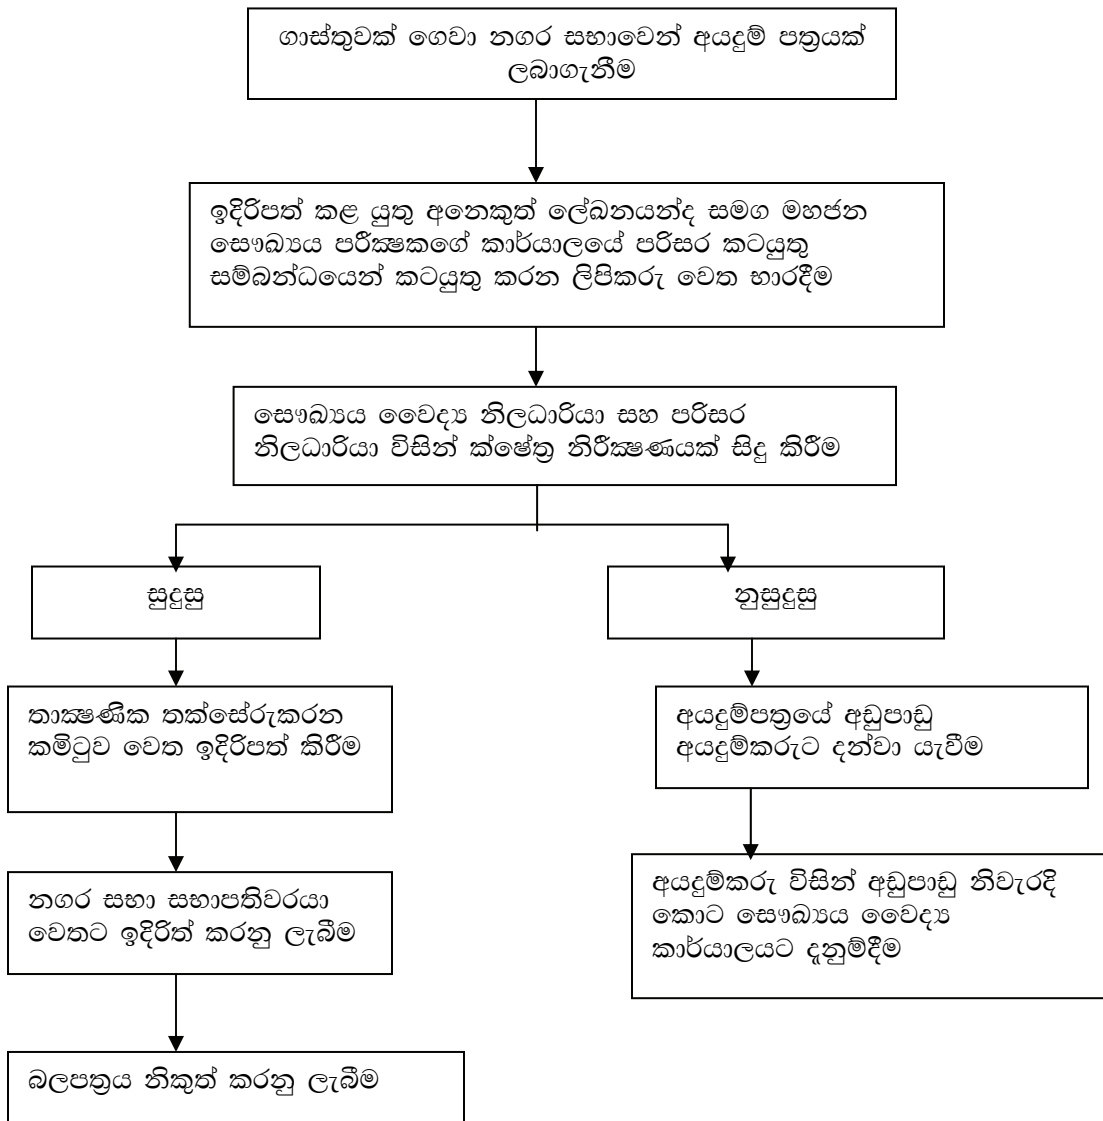 ගාස්තුවක් ගෙවා නගර සභාවෙන් අයදුම් පත්‍රයක්
ලබාගැනීම
ඉදිරිපත් කළ යුතු අනෙකුත් ලේඛනයන්ද සමග මහජන
සෞඛ්‍යය පරීක්‍ෂකගේ කාර්යාලයේ පරිසර කටයුතු
සම්බන්ධයෙන් කටයුතු කරන ලිපිකරු වෙත භාරදීම
සෞඛ්‍යය වෛද්‍ය නිලධාරියා සහ පරිසර
නිලධාරියා විසින් ක්ෂේත්‍ර නිරීක්‍ෂණයක් සිදු කිරීම
සුදුසු
නුසුදුසු
තාක්‍ෂණික තක්සේරුකරන
කමිටුව වෙත ඉදිරිපත් කිරීම
අයදුම්පත්‍රයේ අඩුපාඩු
අයදුම්කරුට දන්වා යැවීම
නගර සභා සභාපතිවරයා
වෙතට ඉදිරිත් කරනු ලැබීම
අයදුම්කරු විසින් අඩුපාඩු නිවැරදි
කොට සෞඛ්‍යය වෛද්‍ය
කාර්යාලයට දැනුම්දීම
බලපත්‍රය නිකුත් කරනු ලැබීම